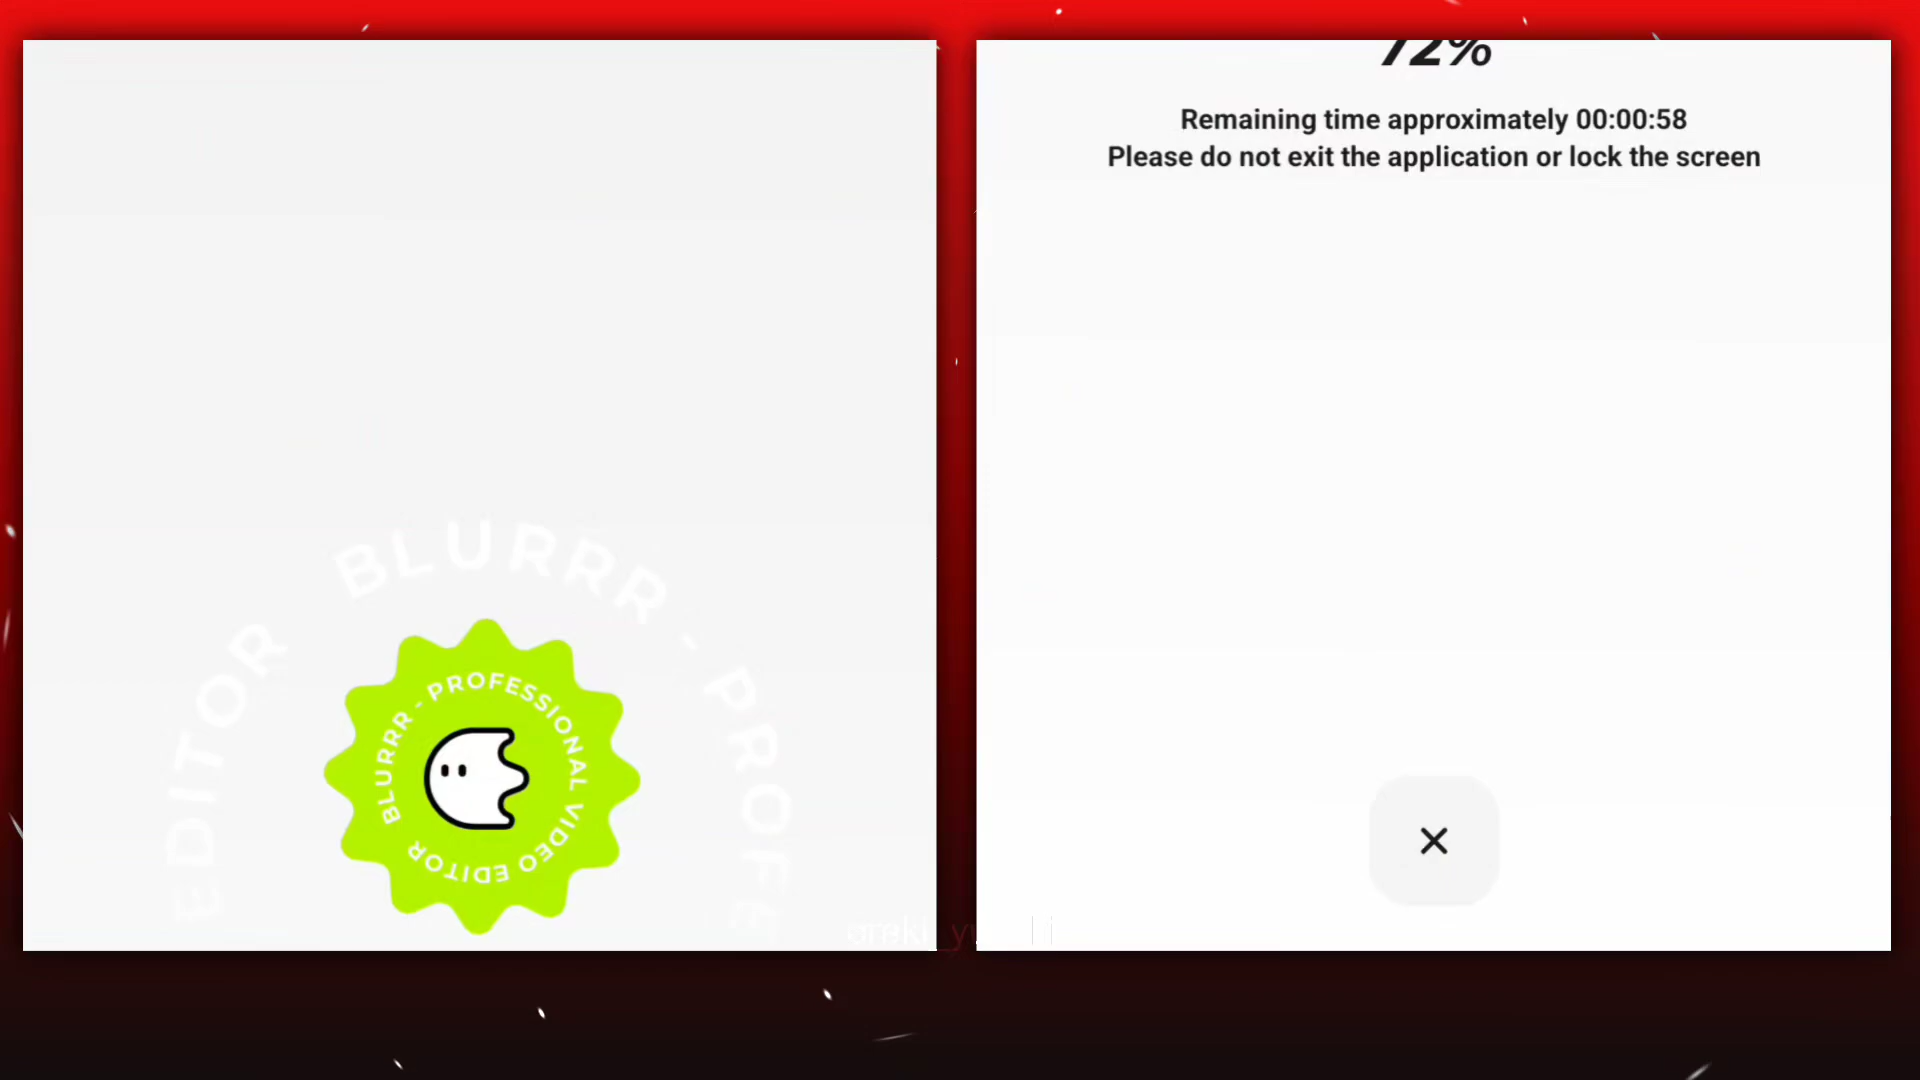 BLURRR - PROFE
EDITOR
BLURRR - PROFESSIONAL VIDEO EDITOR
72%
Remaining time approximately 00:00:58
Please do not exit the application or lock the screen